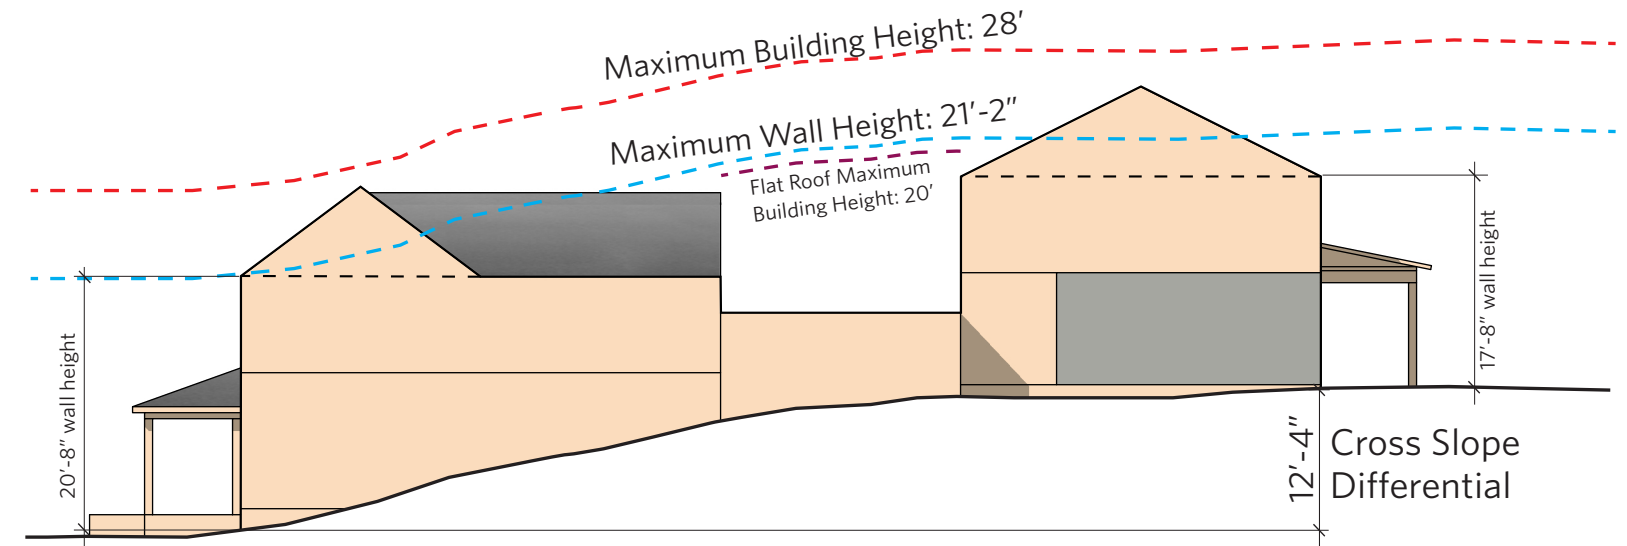 Maximum Building Height: 28′
Maximum Wall Height: 21′-2″
Flat Roof Maximum
Building Height: 20′
20′-8″ wall height
17′-8″ wall height
12′-4″
Cross Slope
Differential